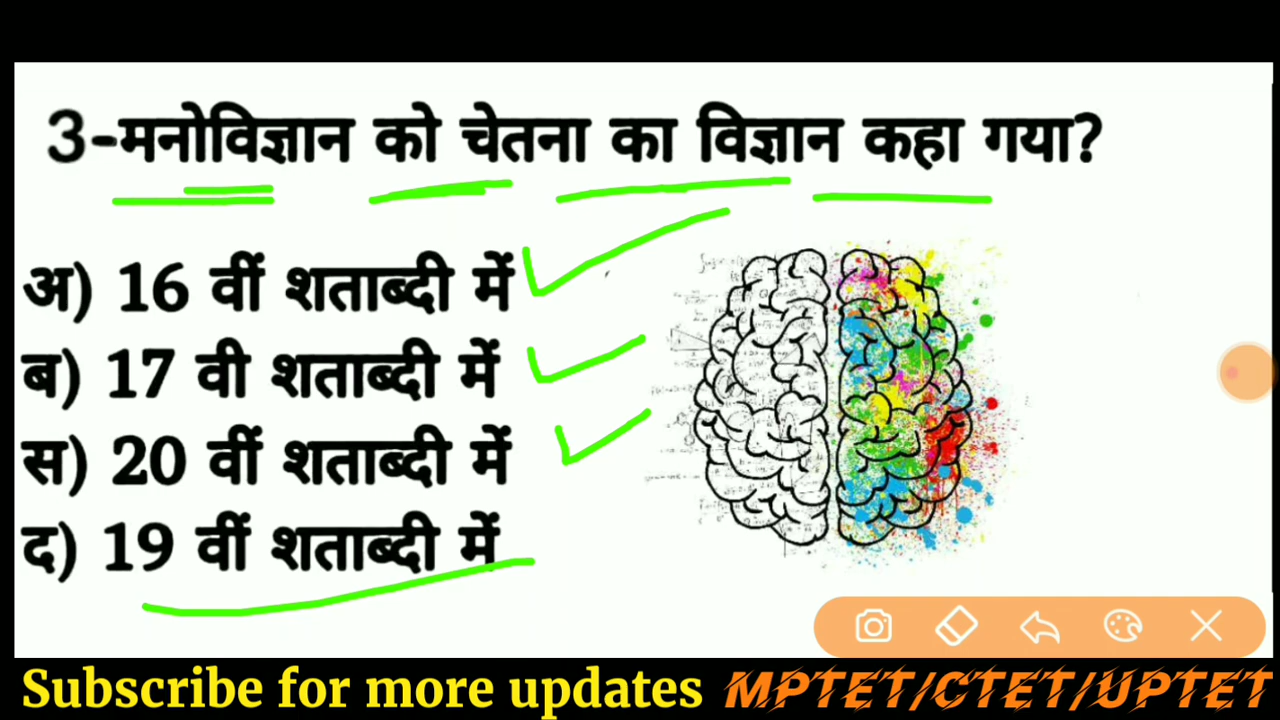 3-मनोविज्ञान को चेतना का विज्ञान कहा गया?
अ) 16 वीं शताब्दी में
ब) 17 वी शताब्दी में
स) 20 वीं शताब्दी में
द) 19 वीं शताब्दी में
Subscribe for more updates MPTET/CTET/UPTET